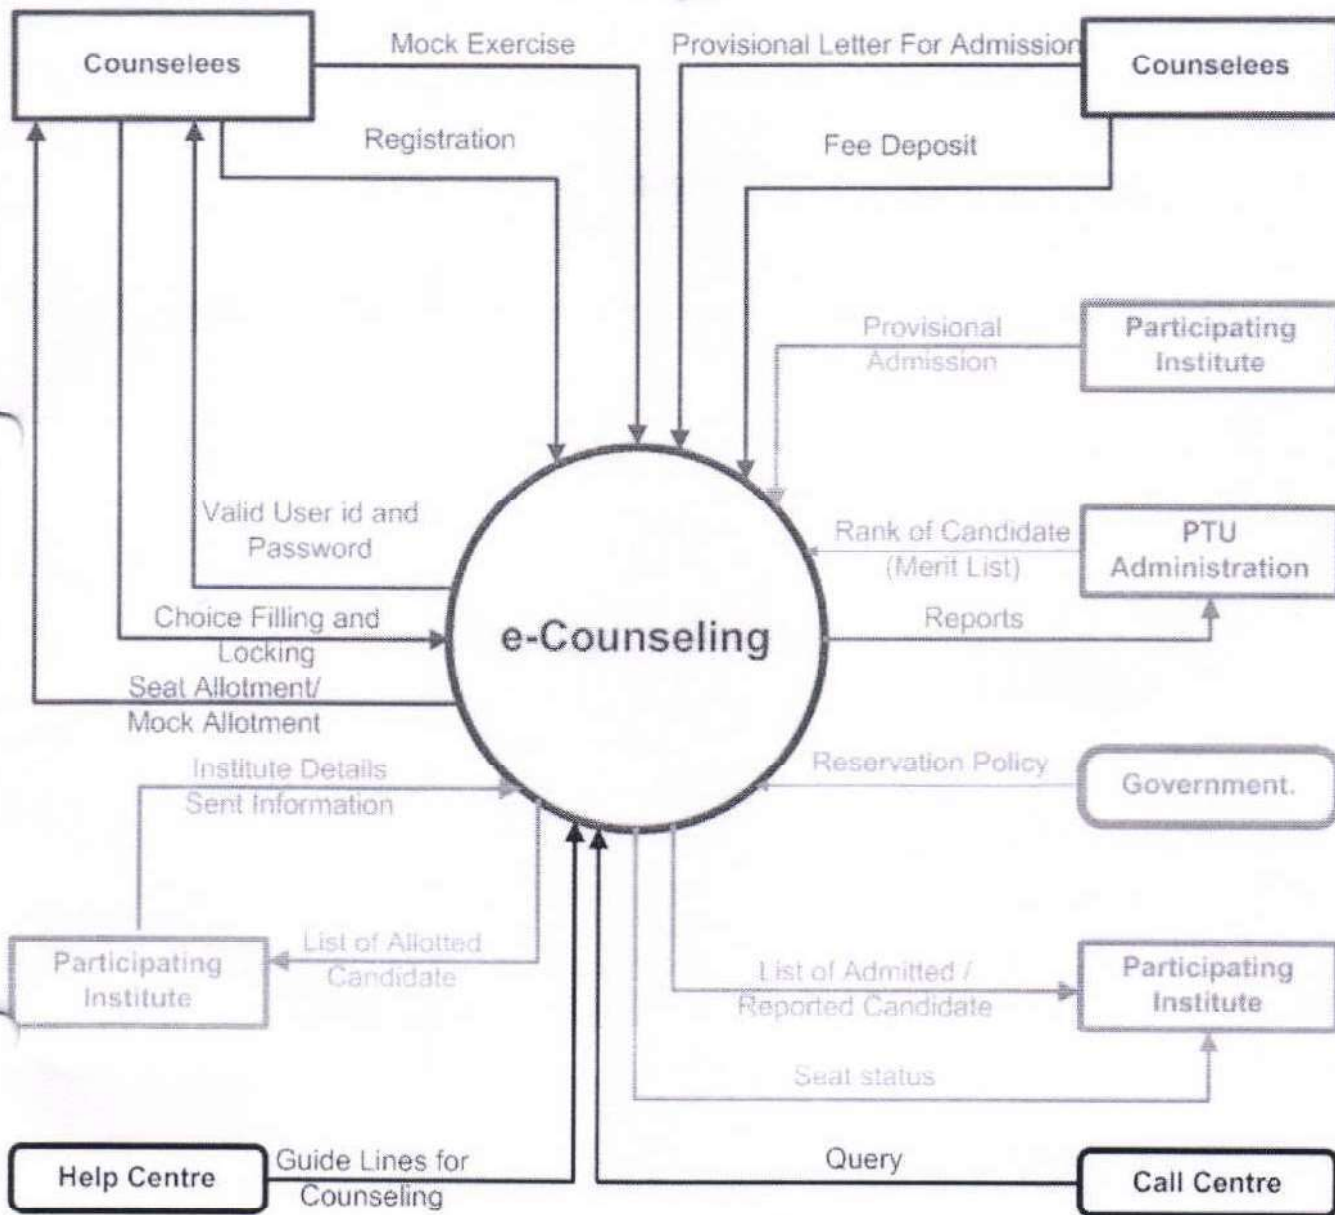 Counselees
Mock Exercise
Provisional Letter For Admission
Counselees
Registration
Fee Deposit
Provisional
Admission
Participating
Institute
Valid User id and
Password
Rank of Candidate
(Merit List)
PTU
Administration
Choice Filling and
Locking
e-Counseling
Reports
Seat Allotment/
Mock Allotment
Institute Details
Sent Information
Reservation Policy
Government.
Participating
Institute
List of Allotted
Candidate
List of Admitted /
Reported Candidate
Participating
Institute
Seat status
Help Centre
Guide Lines for
Counseling
Query
Call Centre